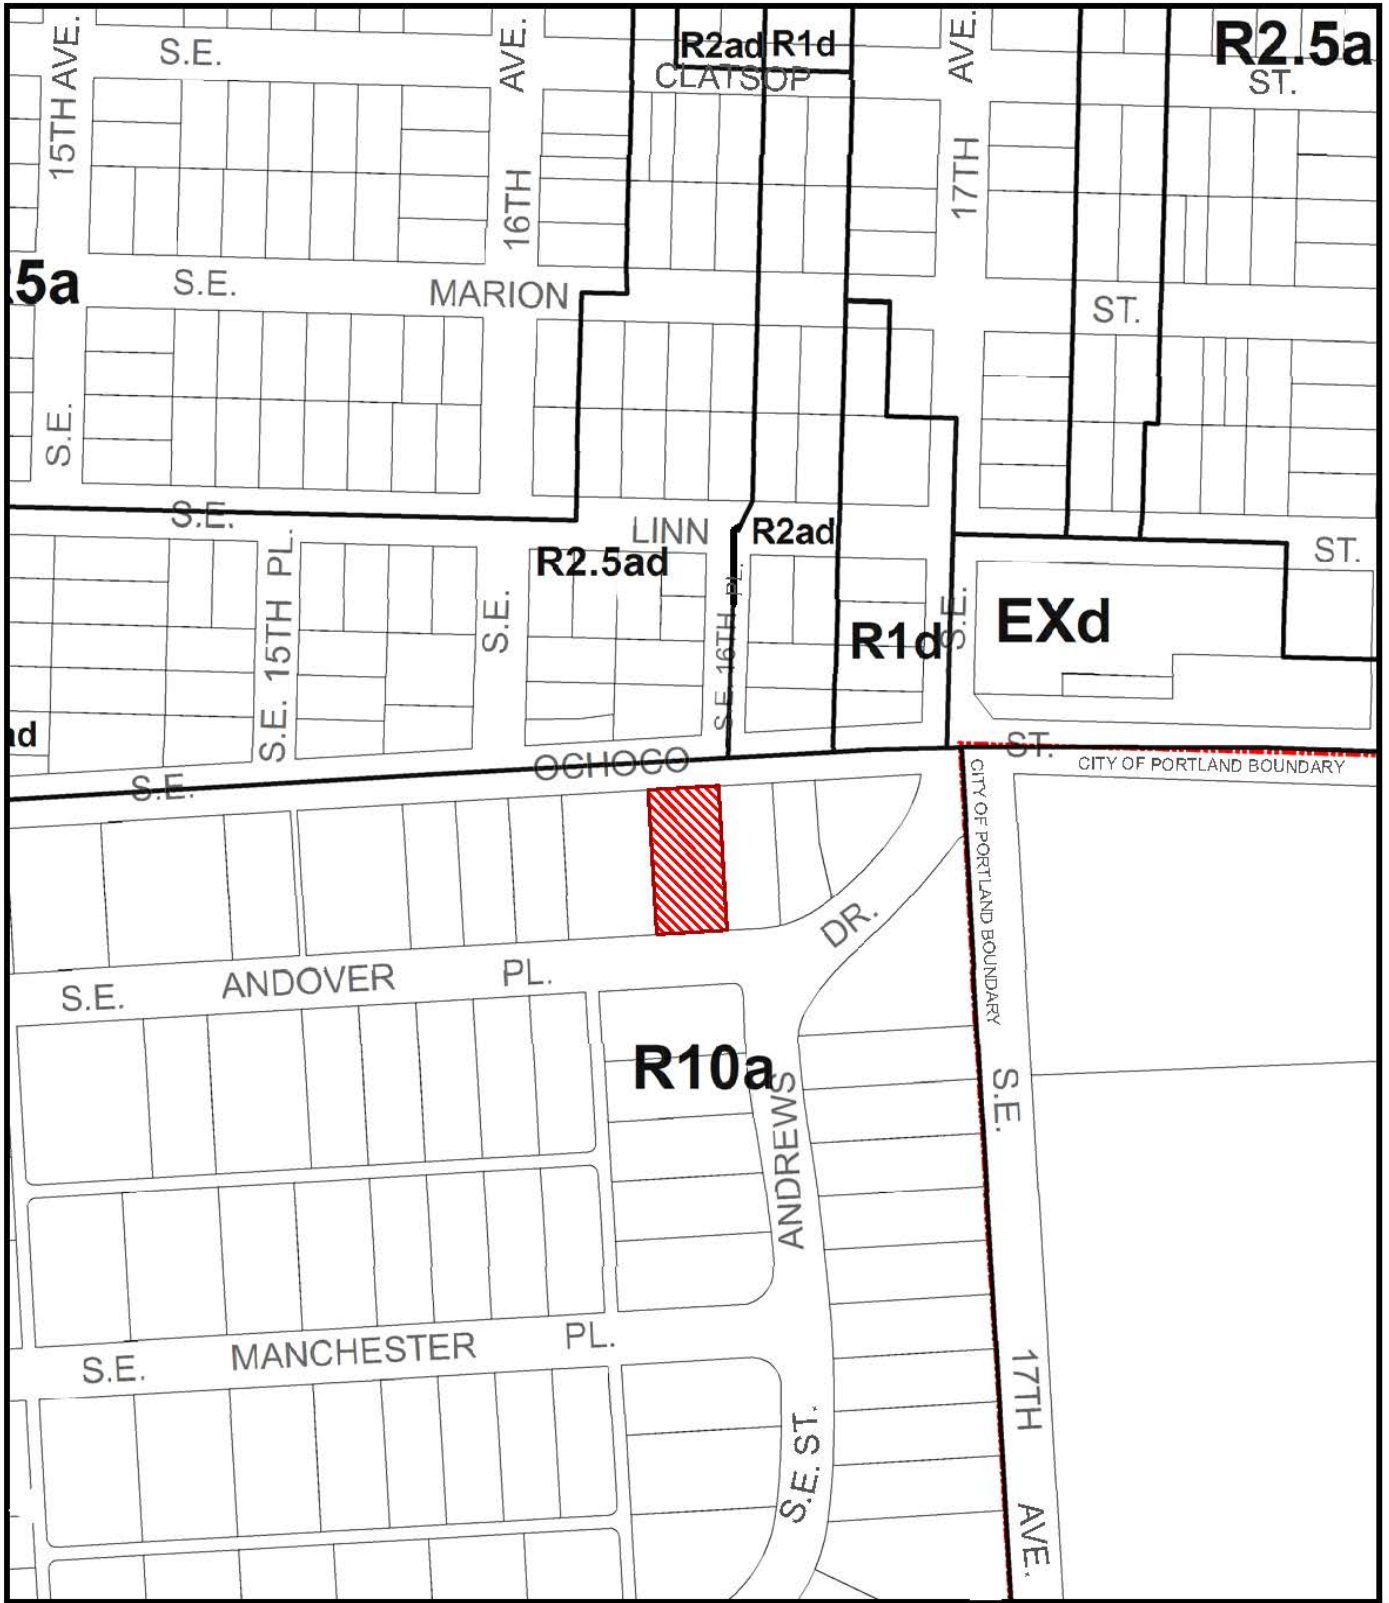 15TH AVE.
S.E.
16TH AVE.
R2ad
R1d
CLATSOP
17TH AVE.
R2.5a
ST.
5a
S.E.
MARION
ST.
S.E.
S.E.
LINN
R2ad
ST.
R2.5ad
S.E. 15TH PL.
S.E.
S.E. 16TH PL.
R1d
S.E.
EXd
ad
S.E.
OCHOCO
ST.
CITY OF PORTLAND BOUNDARY
CITY OF PORTLAND BOUNDARY
DR.
S.E.
ANDOVER
PL.
R10a
ANDREWS
S.E.
S.E.
MANCHESTER
PL.
17TH
S.E. ST.
AVE.